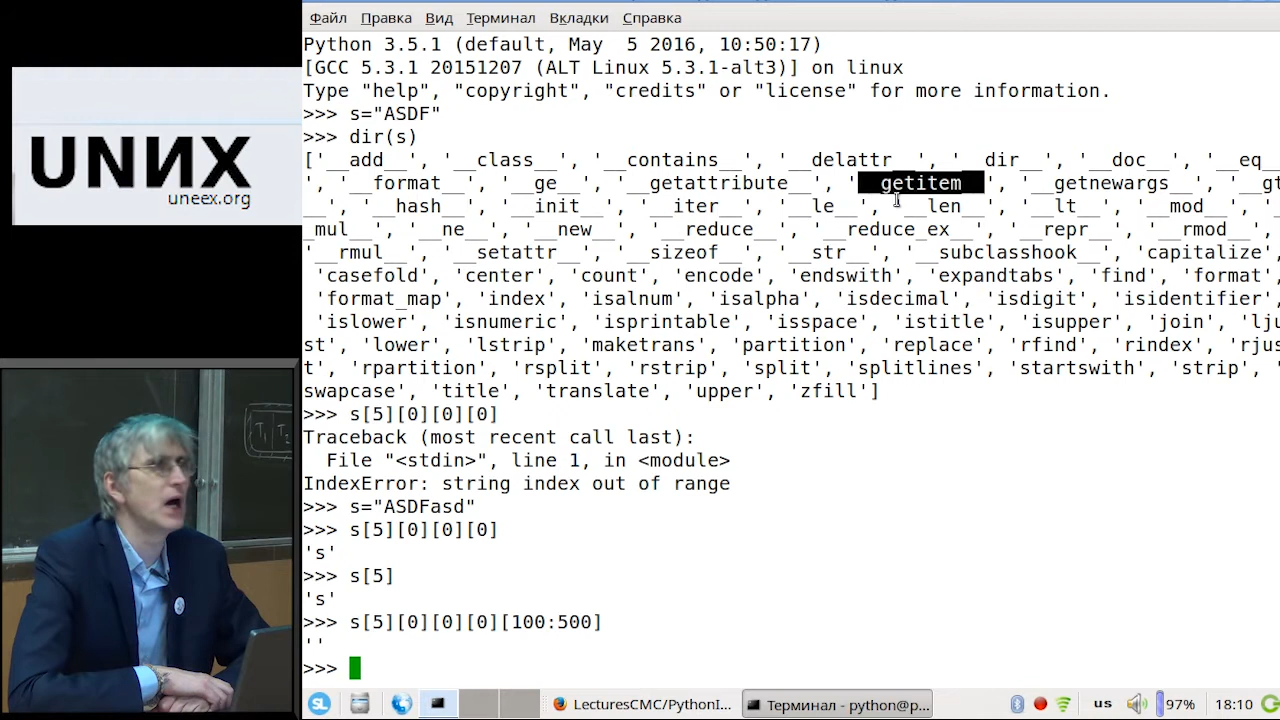 UNИX
uneex.org
T₁ T₂
Файл Правка Вид Терминал Вкладки Справка
Python 3.5.1 (default, May  5 2016, 10:50:17)
[GCC 5.3.1 20151207 (ALT Linux 5.3.1-alt3)] on linux
Type "help", "copyright", "credits" or "license" for more information.
>>> s="ASDF"
>>> dir(s)
['__add__', '__class__', '__contains__', '__delattr__', '__dir__', '__doc__', '__eq
', '__format__', '__ge__', '__getattribute__', '__getitem__', '__getnewargs__', '__gt
__', '__hash__', '__init__', '__iter__', '__le__', '__len__', '__lt__', '__mod__', '
_mul__', '__ne__', '__new__', '__reduce__', '__reduce_ex__', '__repr__', '__rmod__',
'__rmul__', '__setattr__', '__sizeof__', '__str__', '__subclasshook__', 'capitalize'
'casefold', 'center', 'count', 'encode', 'endswith', 'expandtabs', 'find', 'format',
'format_map', 'index', 'isalnum', 'isalpha', 'isdecimal', 'isdigit', 'isidentifier'
'islower', 'isnumeric', 'isprintable', 'isspace', 'istitle', 'isupper', 'join', 'lju
st', 'lower', 'lstrip', 'maketrans', 'partition', 'replace', 'rfind', 'rindex', 'rjus
t', 'rpartition', 'rsplit', 'rstrip', 'split', 'splitlines', 'startswith', 'strip', '
swapcase', 'title', 'translate', 'upper', 'zfill']
>>> s[5][0][0][0]
Traceback (most recent call last):
  File "<stdin>", line 1, in <module>
IndexError: string index out of range
>>> s="ASDFasd"
>>> s[5][0][0][0]
's'
>>> s[5]
's'
>>> s[5][0][0][0][100:500]
''
>>>
SL LecturesCMC/PythonI... Терминал - python@p... us 97% 18:10